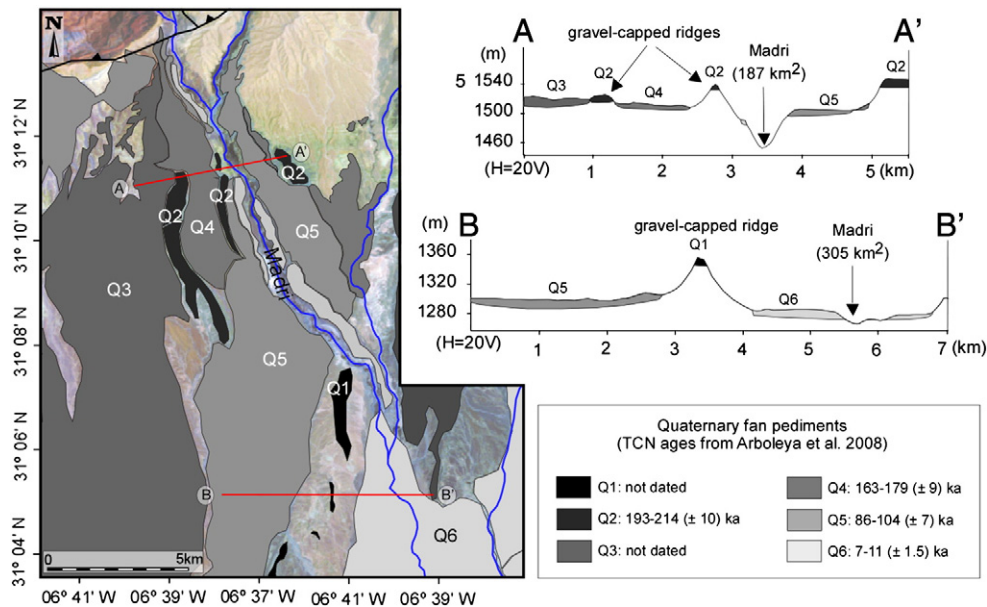 N
31° 12' N
31° 10' N
31° 08' N
31° 06' N
31° 04' N
A
A'
Q2
Q2
Q2
Q4
Q5
Q3
Madri
Q5
Q1
B
B'
Q6
0 5km
06° 41' W 06° 39' W 06° 37' W 06° 41' W 06° 39' W
A A'
(m)
gravel-capped ridges
Madri
(187 km²)
5 1540
1500
1460
Q3 Q2 Q4 Q2 Q5 Q2
(H=20V) 1 2 3 4 5 (km)
B B'
(m)
gravel-capped ridge
Q1
Madri
(305 km²)
1360
1320
1280
Q5 Q6
(H=20V) 1 2 3 4 5 6 7 (km)
Quaternary fan pediments
(TCN ages from Arboleya et al. 2008)
Q1: not dated
Q2: 193-214 (± 10) ka
Q3: not dated
Q4: 163-179 (± 9) ka
Q5: 86-104 (± 7) ka
Q6: 7-11 (± 1.5) ka